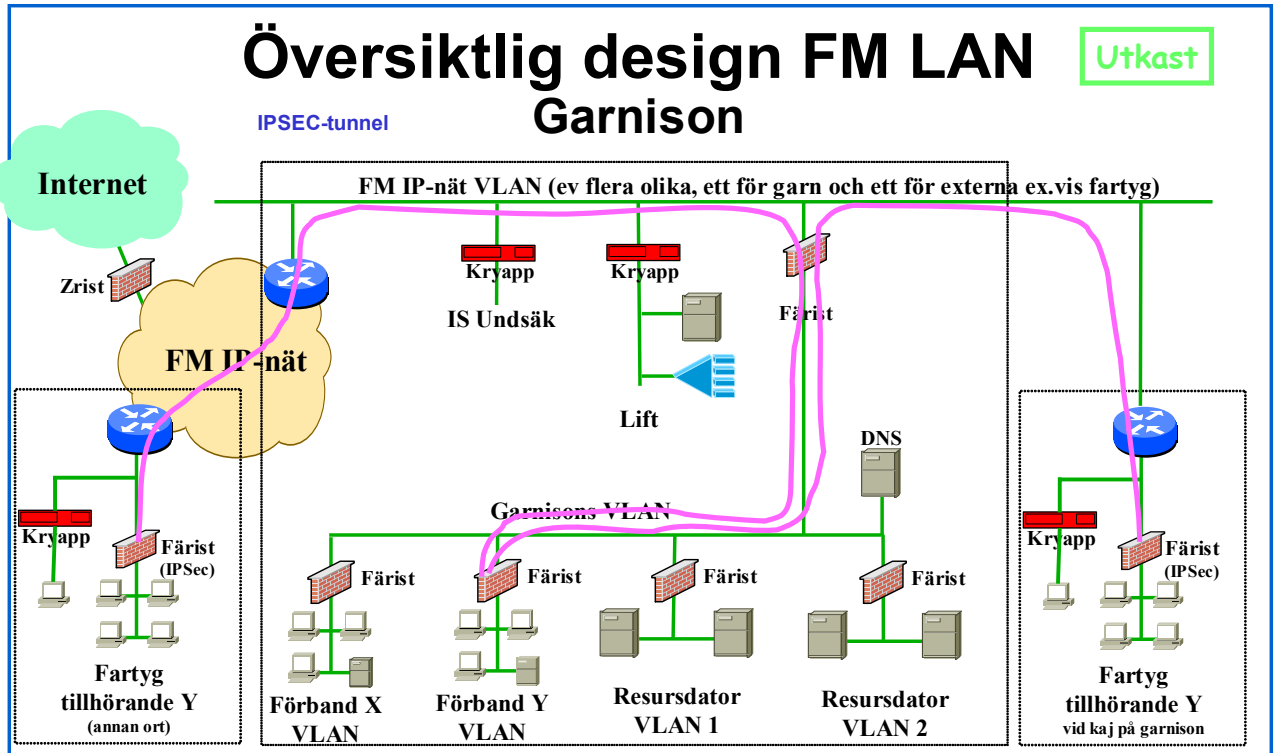 Översiktlig design FM LAN
Utkast
Garnison
IPSEC-tunnel
Internet
FM IP-nät VLAN (ev flera olika, ett för garn och ett för externa ex.vis fartyg)
Zrist
Kryapp
Kryapp
Färist
IS Undsäk
FM IP-nät
Lift
DNS
Garnisons VLAN
Kryapp
Färist
(IPSec)
Färist
Färist
Färist
Färist
Kryapp
Färist
(IPSec)
Fartyg
tillhörande Y
(annan ort)
Förband X
VLAN
Förband Y
VLAN
Resursdator
VLAN 1
Resursdator
VLAN 2
Fartyg
tillhörande Y
vid kaj på garnison